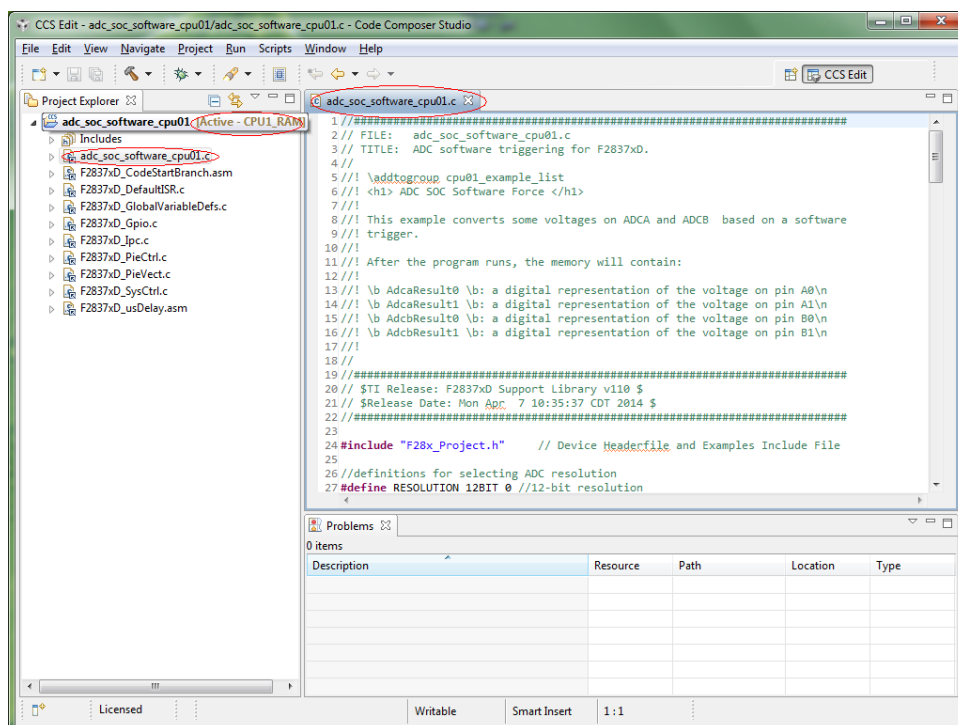 CCS Edit - adc_soc_software_cpu01/adc_soc_software_cpu01.c - Code Composer Studio
File Edit View Navigate Project Run Scripts Window Help
CCS Edit
Project Explorer
adc_soc_software_cpu01 [Active - CPU1_RAM]
Includes
adc_soc_software_cpu01.c
F2837xD_CodeStartBranch.asm
F2837xD_DefaultISR.c
F2837xD_GlobalVariableDefs.c
F2837xD_Gpio.c
F2837xD_Ipc.c
F2837xD_PieCtrl.c
F2837xD_PieVect.c
F2837xD_SysCtrl.c
F2837xD_usDelay.asm
adc_soc_software_cpu01.c
1 //###########################################################################
2 // FILE:   adc_soc_software_cpu01.c
3 // TITLE:  ADC software triggering for F2837xD.
4 //
5 //! \addtogroup cpu01_example_list
6 //! <h1> ADC SOC Software Force </h1>
7 //!
8 //! This example converts some voltages on ADCA and ADCB  based on a software
9 //! trigger.
10 //!
11 //! After the program runs, the memory will contain:
12 //!
13 //! \b AdcaResult0 \b: a digital representation of the voltage on pin A0\n
14 //! \b AdcaResult1 \b: a digital representation of the voltage on pin A1\n
15 //! \b AdcbResult0 \b: a digital representation of the voltage on pin B0\n
16 //! \b AdcbResult1 \b: a digital representation of the voltage on pin B1\n
17 //!
18 //
19 //###########################################################################
20 // $TI Release: F2837xD Support Library v110 $
21 // $Release Date: Mon Apr  7 10:35:37 CDT 2014 $
22 //###########################################################################
23
24 #include "F28x_Project.h"     // Device Headerfile and Examples Include File
25
26 //definitions for selecting ADC resolution
27 #define RESOLUTION_12BIT 0 //12-bit resolution
Problems
0 items
Description Resource Path Location Type
Licensed Writable Smart Insert 1 : 1